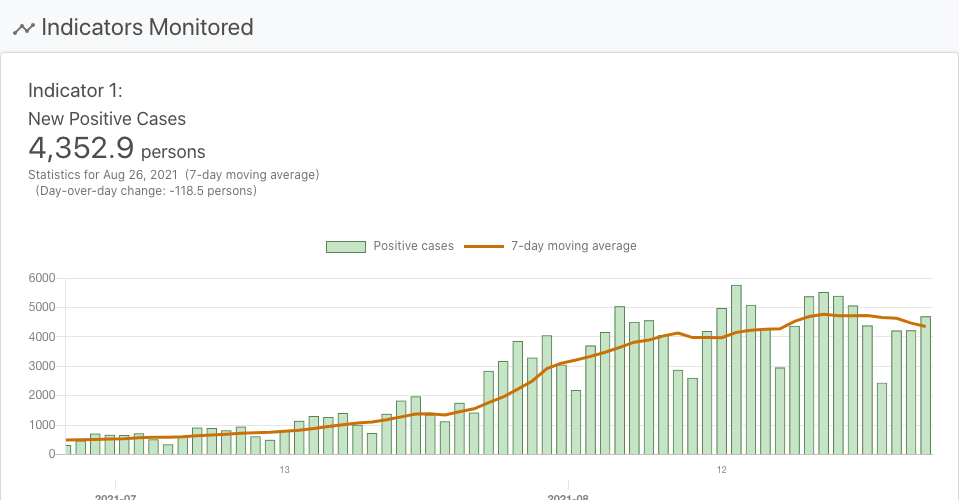 Indicators Monitored
Indicator 1:
New Positive Cases
4,352.9 persons
Statistics for Aug 26, 2021 (7-day moving average)
(Day-over-day change: -118.5 persons)
Positive cases 7-day moving average
6000
5000
4000
3000
2000
1000
0
13 12
2021-07 2021-08